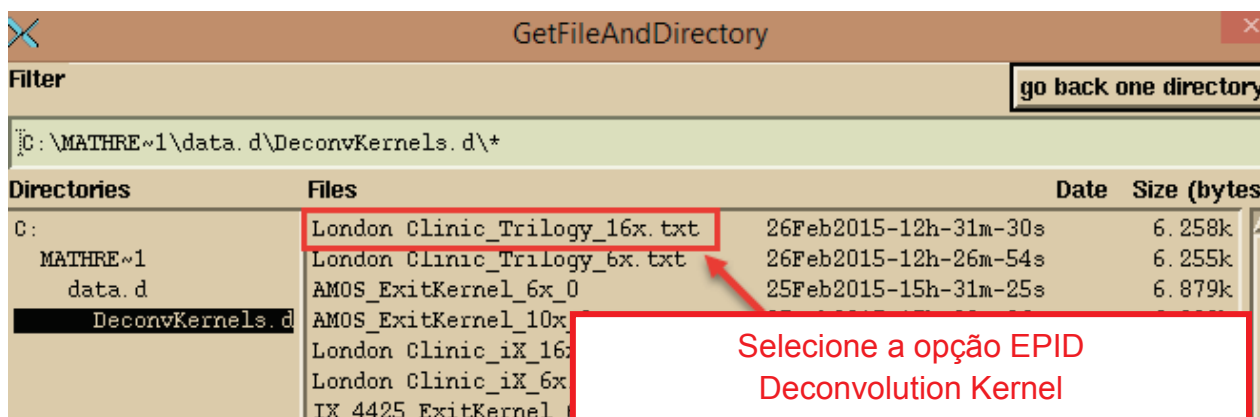 GetFileAndDirectory
Filter
go back one directory
C:\MATHRE~1\data.d\DeconvKernels.d\*
Directories Files Date Size (bytes
C: London Clinic_Trilogy_16x.txt 26Feb2015-12h-31m-30s 6.258k
MATHRE~1 London Clinic_Trilogy_6x.txt 26Feb2015-12h-26m-54s 6.255k
data.d AMOS_ExitKernel_6x_0 25Feb2015-15h-31m-25s 6.879k
DeconvKernels.d AMOS_ExitKernel_10x
London Clinic_iX_16x
London Clinic_iX_6x
IX_4425_ExitKernel
Selecione a opção EPID
Deconvolution Kernel